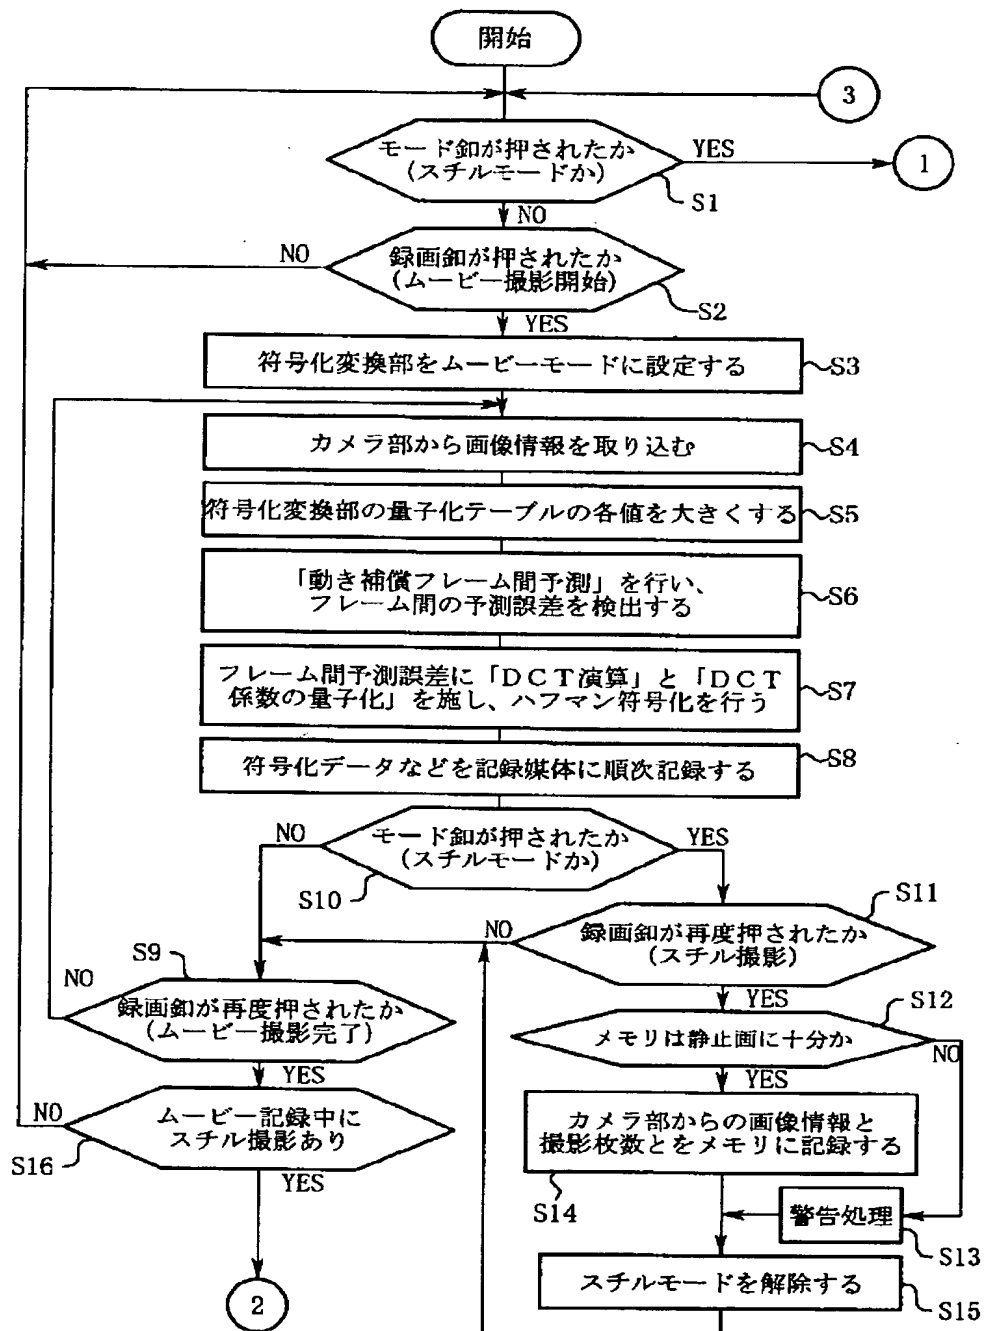 開始
3
モード釦が押されたか
(スチルモードか)
YES
1
S1
NO
録画釦が押されたか
(ムービー撮影開始)
NO
S2
YES
符号化変換部をムービーモードに設定する
S3
カメラ部から画像情報を取り込む
S4
符号化変換部の量子化テーブルの各値を大きくする
S5
「動き補償フレーム間予測」を行い、
フレーム間の予測誤差を検出する
S6
フレーム間予測誤差に「DCT演算」と「DCT
係数の量子化」を施し、ハフマン符号化を行う
S7
符号化データなどを記録媒体に順次記録する
S8
モード釦が押されたか
(スチルモードか)
NO
YES
S10
S11
録画釦が再度押されたか
(スチル撮影)
NO
YES
S9
録画釦が再度押されたか
(ムービー撮影完了)
NO
YES
S12
メモリは静止画に十分か
NO
YES
ムービー記録中に
スチル撮影あり
NO
S16
YES
カメラ部からの画像情報と
撮影枚数とをメモリに記録する
S14
警告処理
S13
スチルモードを解除する
S15
2